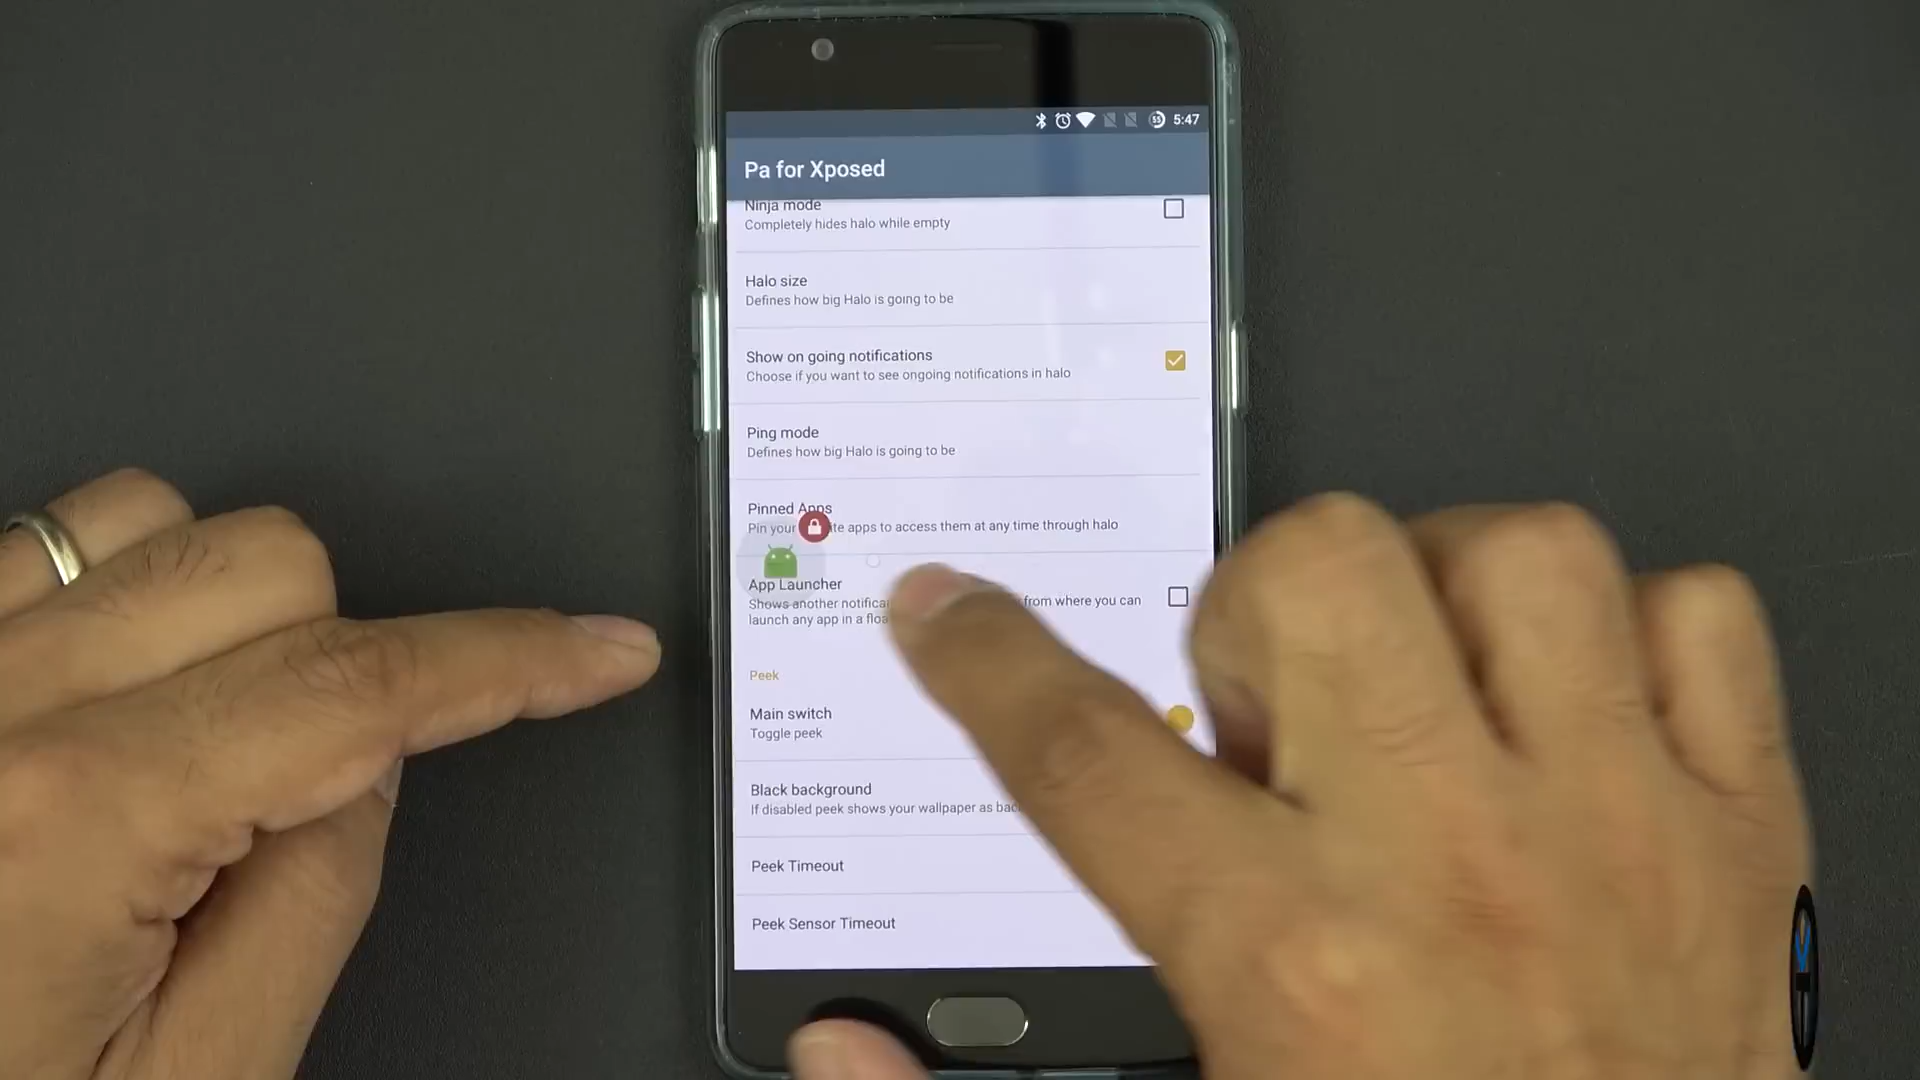 55 5:47
Pa for Xposed
Ninja mode
Completely hides halo while empty
Halo size
Defines how big Halo is going to be
Show on going notifications
Choose if you want to see ongoing notifications in halo
Ping mode
Defines how big Halo is going to be
Pinned Apps
Pin your ite apps to access them at any time through halo
App Launcher
Shows another notifica from where you can
launch any app in a floa
Peek
Main switch
Toggle peek
Black background
If disabled peek shows your wallpaper as bac
Peek Timeout
Peek Sensor Timeout